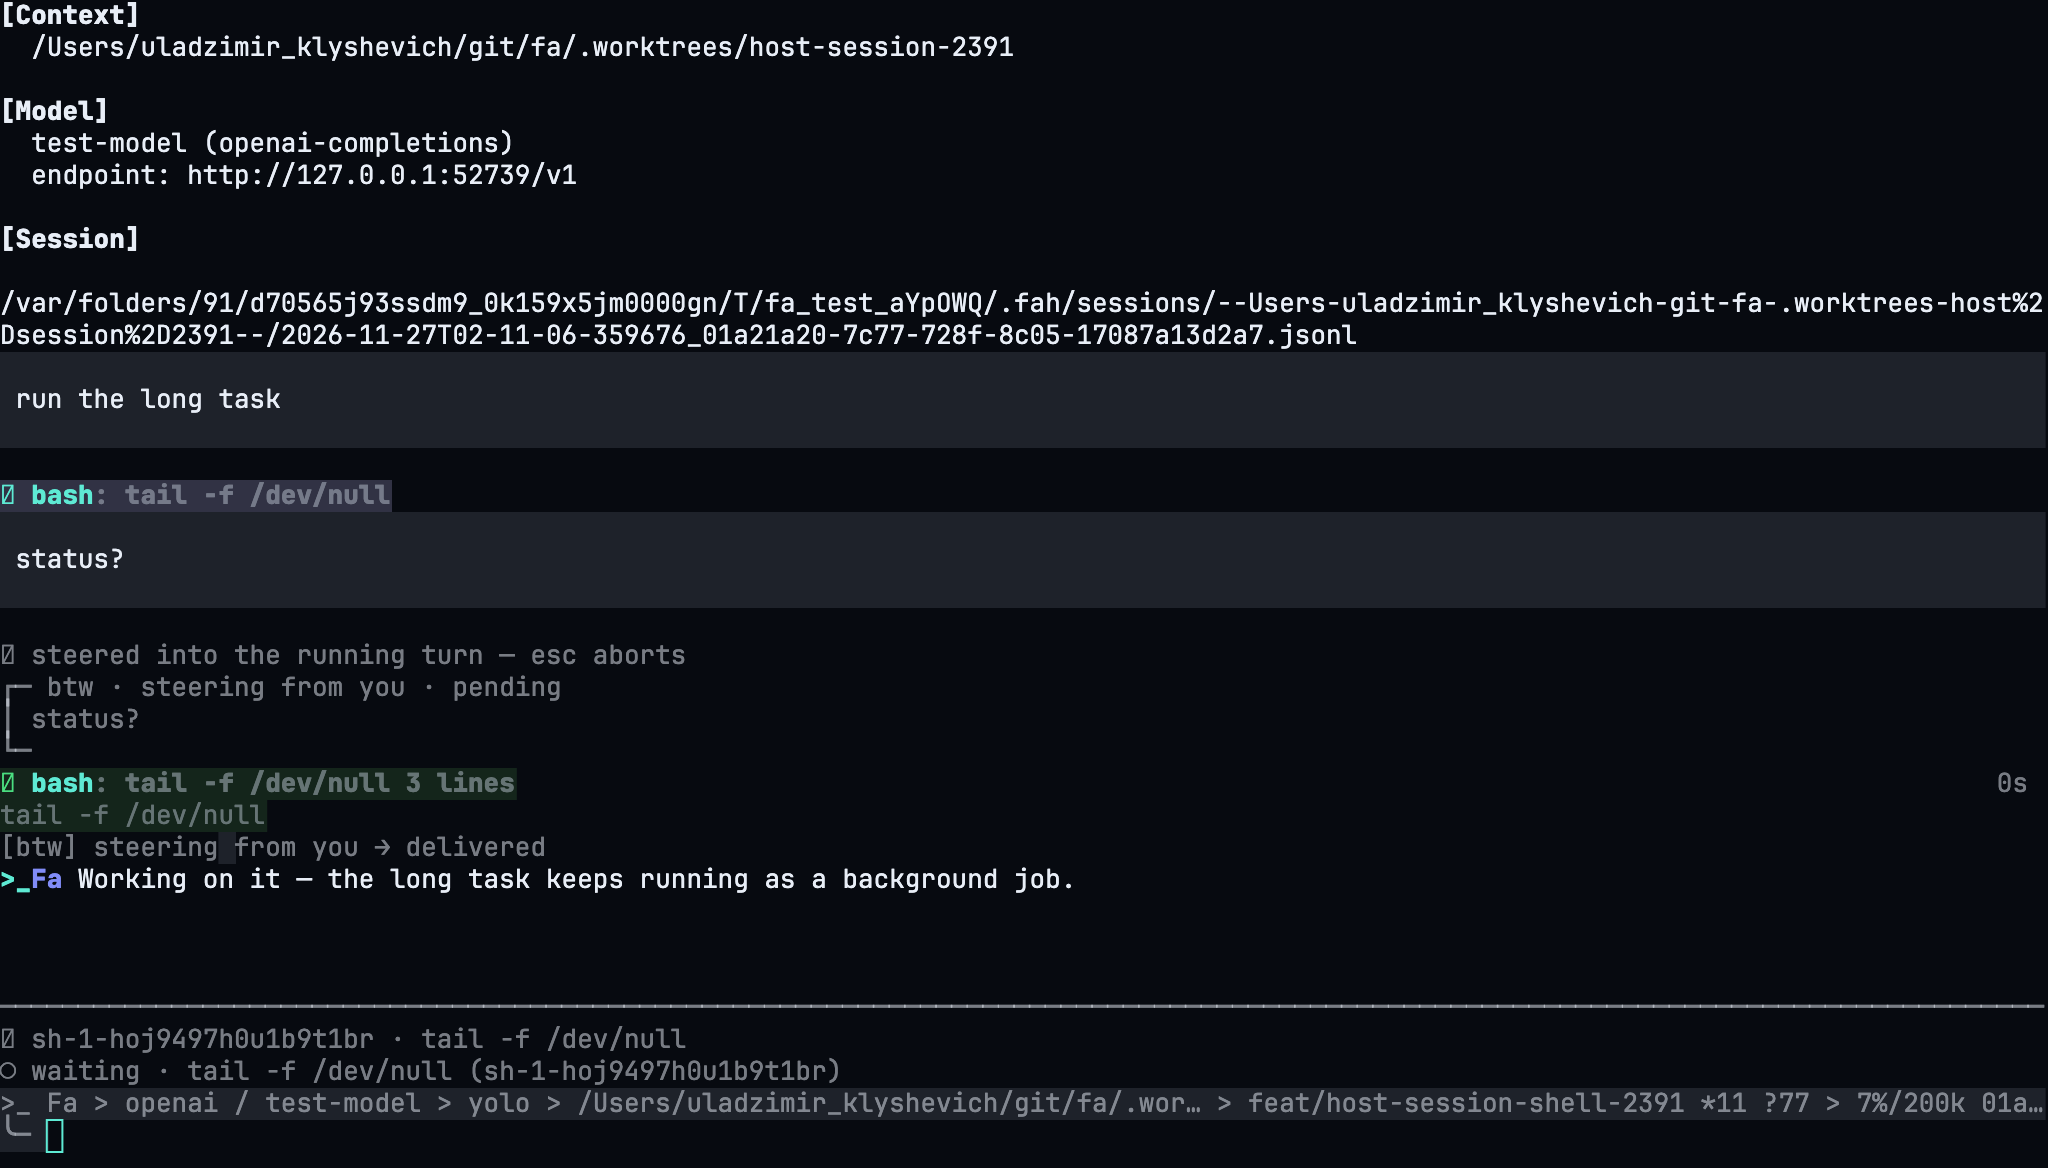 [Context]
/Users/uladzimir_klyshevich/git/fa/.worktrees/host-session-2391
[Model]
test-model (openai-completions)
endpoint: http://127.0.0.1:52739/v1
[Session]
/var/folders/91/d70565j93ssdm9_0k159x5jm0000gn/T/fa_test_aYpOWQ/.fah/sessions/--Users-uladzimir_klyshevich-git-fa-.worktrees-host%2
Dsession%2D2391--/2026-11-27T02-11-06-359676_01a21a20-7c77-728f-8c05-17087a13d2a7.jsonl
run the long task
bash: tail -f /dev/null
status?
steered into the running turn — esc aborts
btw · steering from you · pending
status?
bash: tail -f /dev/null 3 lines 0s
tail -f /dev/null
[btw] steering from you → delivered
>_Fa Working on it — the long task keeps running as a background job.
sh-1-hoj9497h0u1b9t1br · tail -f /dev/null
○ waiting · tail -f /dev/null (sh-1-hoj9497h0u1b9t1br)
>_ Fa > openai / test-model > yolo > /Users/uladzimir_klyshevich/git/fa/.wor… > feat/host-session-shell-2391 *11 ?77 > 7%/200k 01a…